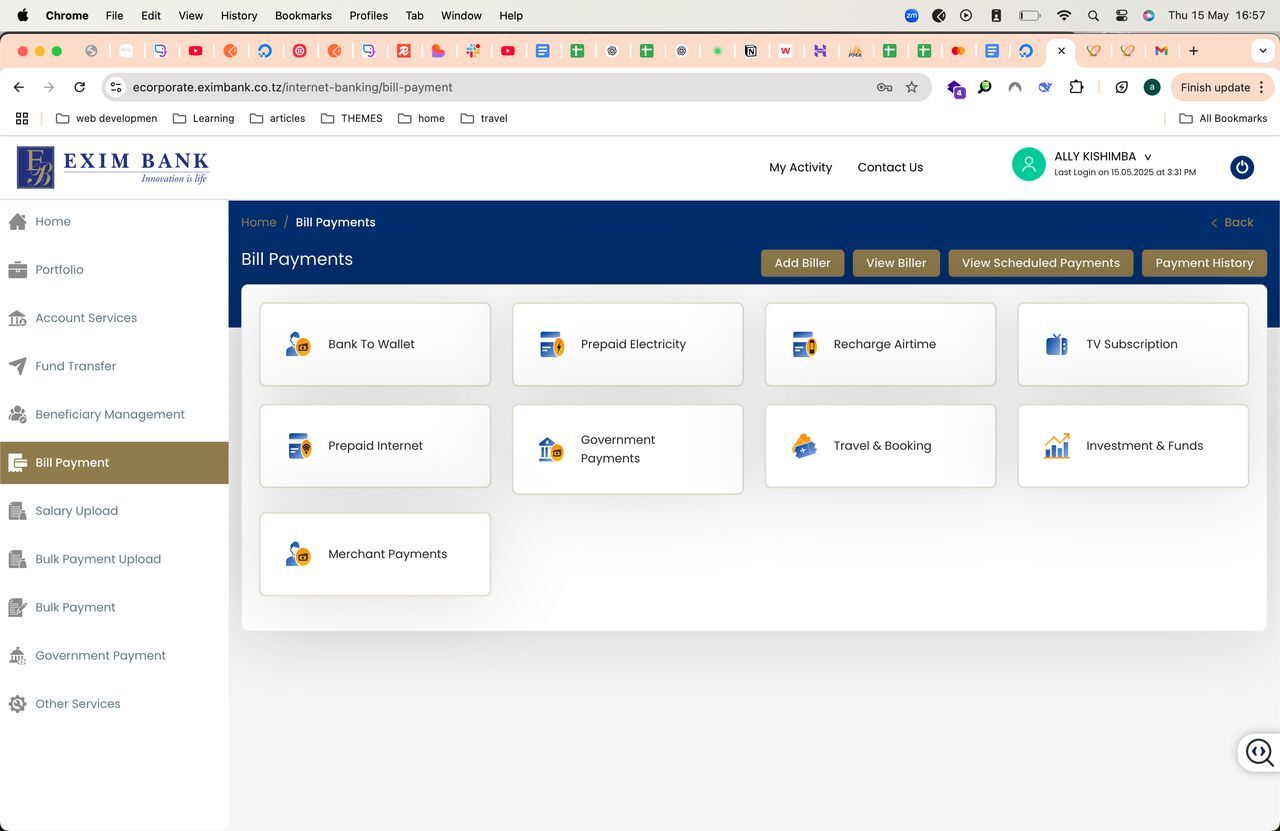 Chrome File Edit View History Bookmarks Profiles Tab Window Help
zm
Thu 15 May 16:57
ecorporate.eximbank.co.tz/internet-banking/bill-payment
4
a
Finish update
web developmen Learning articles THEMES home travel
All Bookmarks
EXIM BANK
Innovation is life
My Activity
Contact Us
ALLY KISHIMBA
Last Login on 15.05.2025 at 3:31 PM
Home
Portfolio
Account Services
Fund Transfer
Beneficiary Management
Bill Payment
Salary Upload
Bulk Payment Upload
Bulk Payment
Government Payment
Other Services
Home / Bill Payments
< Back
Bill Payments
Add Biller
View Biller
View Scheduled Payments
Payment History
Bank To Wallet
Prepaid Electricity
Recharge Airtime
TV Subscription
Prepaid Internet
Government
Payments
Travel & Booking
Investment & Funds
Merchant Payments